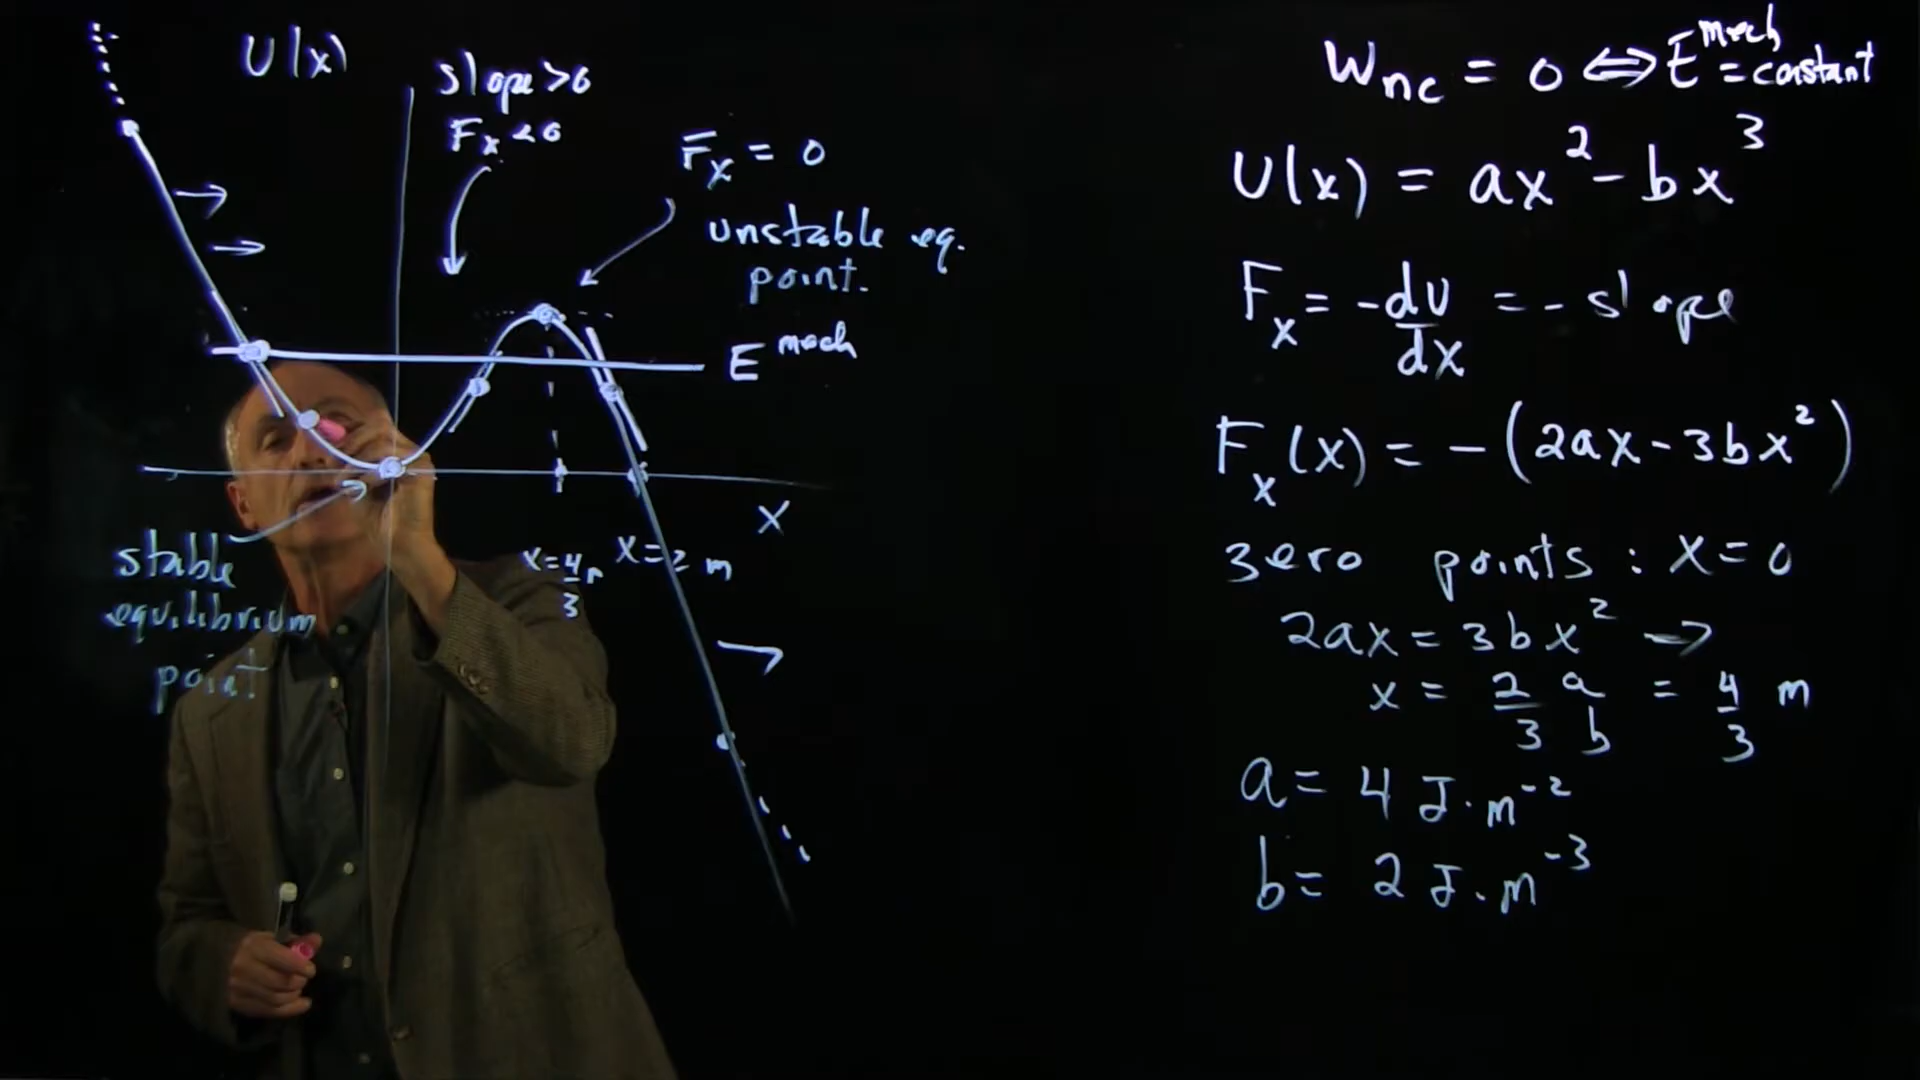 U(x)
slope>0
Fx<0
Fx = 0
unstable eq.
point.
E mech
x
x=4/3 m
x=2 m
stable
equilibrium
point
Wnc = 0 ⇔ E mech = constant
U(x) = ax² - bx³
Fx = -dU/dx = - slope
Fx(x) = -(2ax - 3bx²)
zero points : x=0
2ax = 3bx² →
x = 2/3 a/b = 4/3 m
a = 4 J·m⁻²
b = 2 J·m⁻³